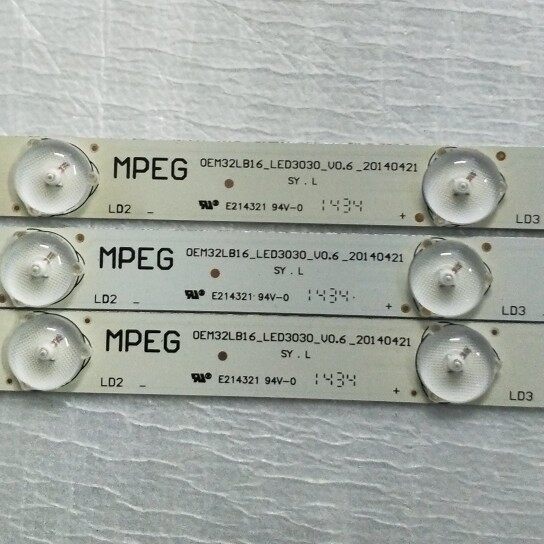 MPEG OEM32LB16_LED3030_V0.6_20140421
SY.L
LD2 - E214321 94V-0 1434 + LD3
MPEG OEM32LB16_LED3030_V0.6_20140421
SY.L
LD2 - E214321 94V-0 1434 + LD3
MPEG OEM32LB16_LED3030_V0.6_20140421
SY.L
LD2 - E214321 94V-0 1434 + LD3